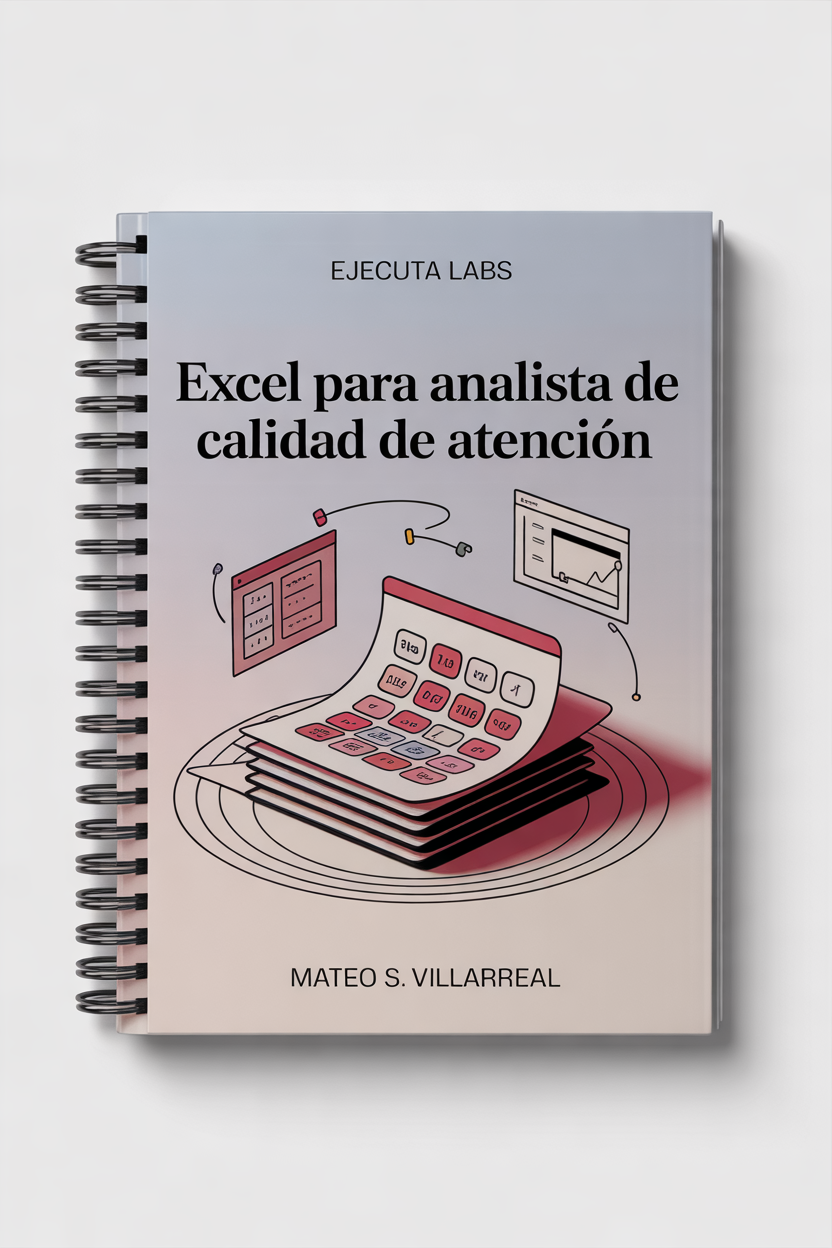 EJECUTA LABS
Excel para analista de
calidad de atención
MATEO S. VILLARREAL